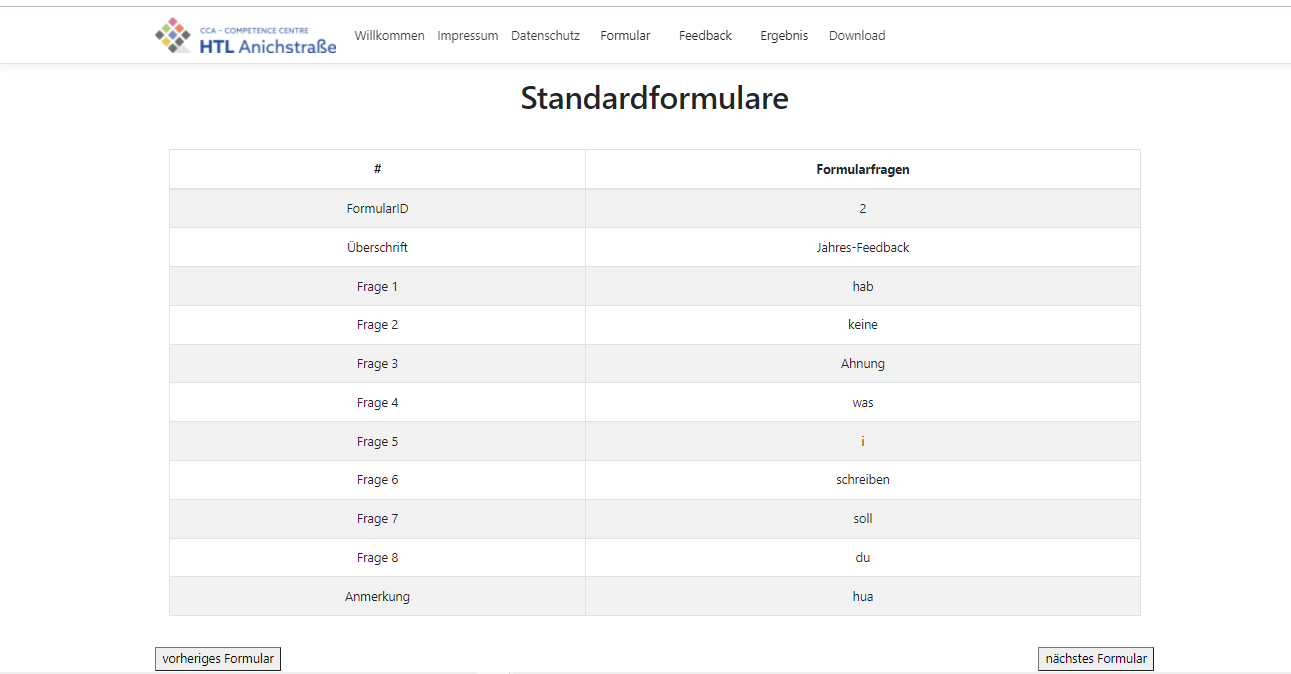 CCA - COMPETENCE CENTRE
HTL Anichstraße
Willkommen Impressum Datenschutz Formular Feedback Ergebnis Download
Standardformulare
# Formularfragen
FormularID 2
Überschrift Jahres-Feedback
Frage 1 hab
Frage 2 keine
Frage 3 Ahnung
Frage 4 was
Frage 5 i
Frage 6 schreiben
Frage 7 soll
Frage 8 du
Anmerkung hua
vorheriges Formular nächstes Formular